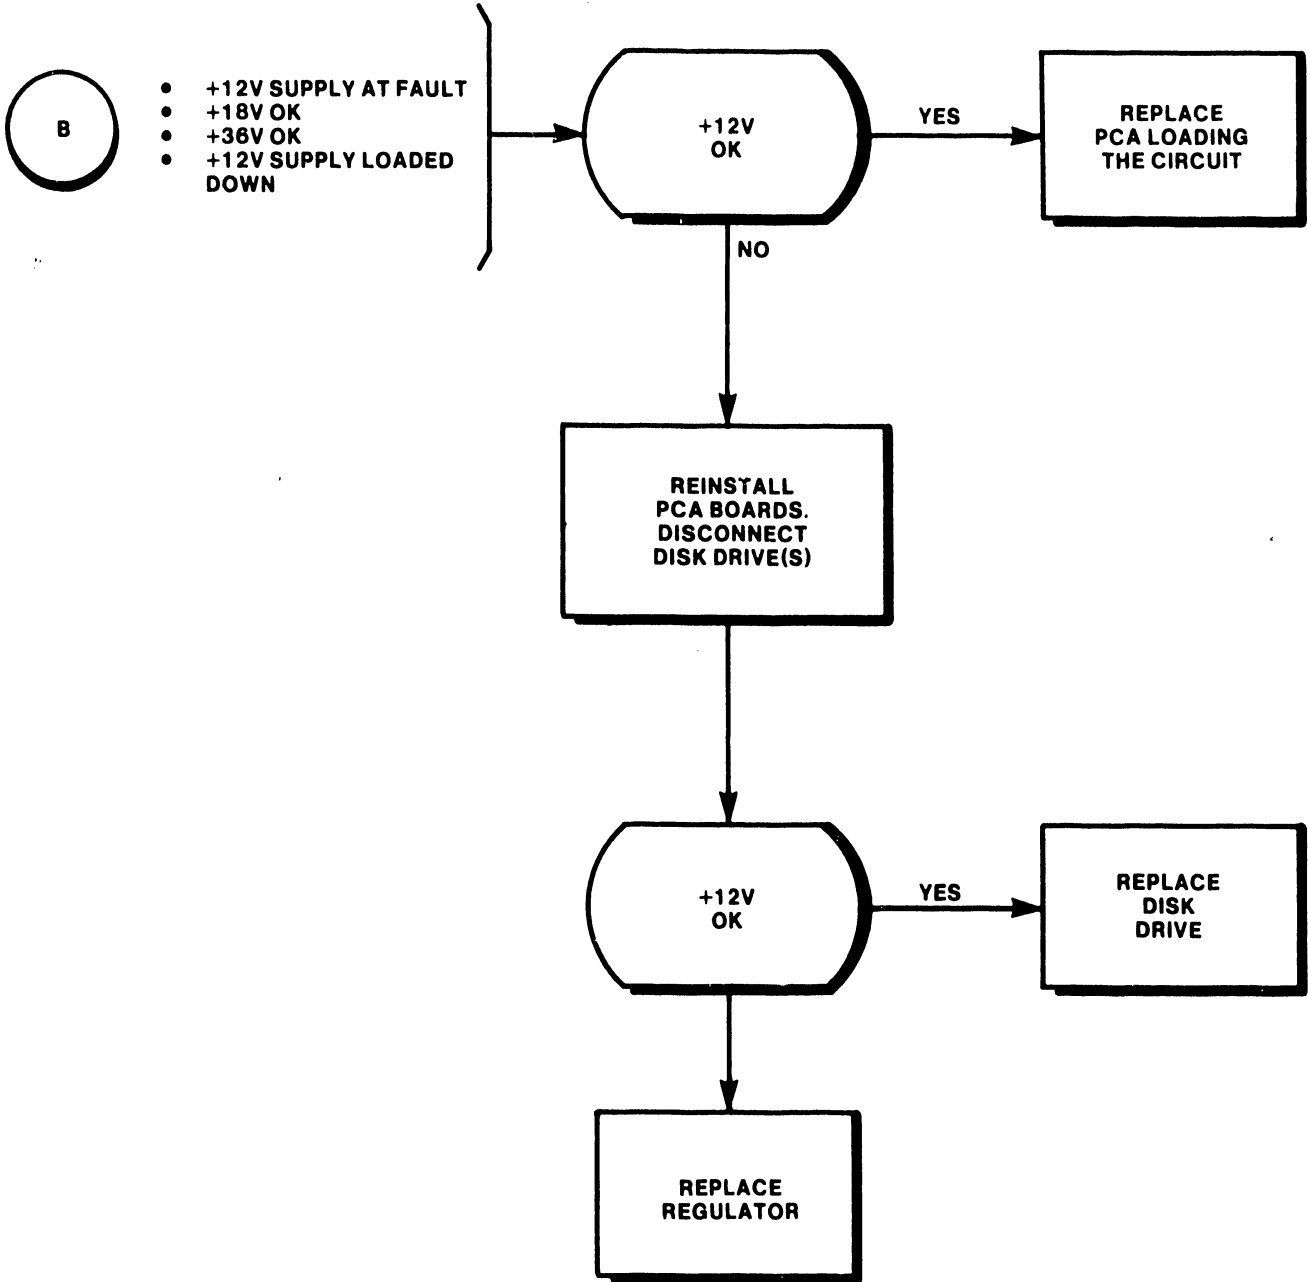 B
• +12V SUPPLY AT FAULT
• +18V OK
• +36V OK
• +12V SUPPLY LOADED
DOWN
+12V
OK
YES
REPLACE
PCA LOADING
THE CIRCUIT
NO
REINSTALL
PCA BOARDS.
DISCONNECT
DISK DRIVE(S)
+12V
OK
YES
REPLACE
DISK
DRIVE
REPLACE
REGULATOR